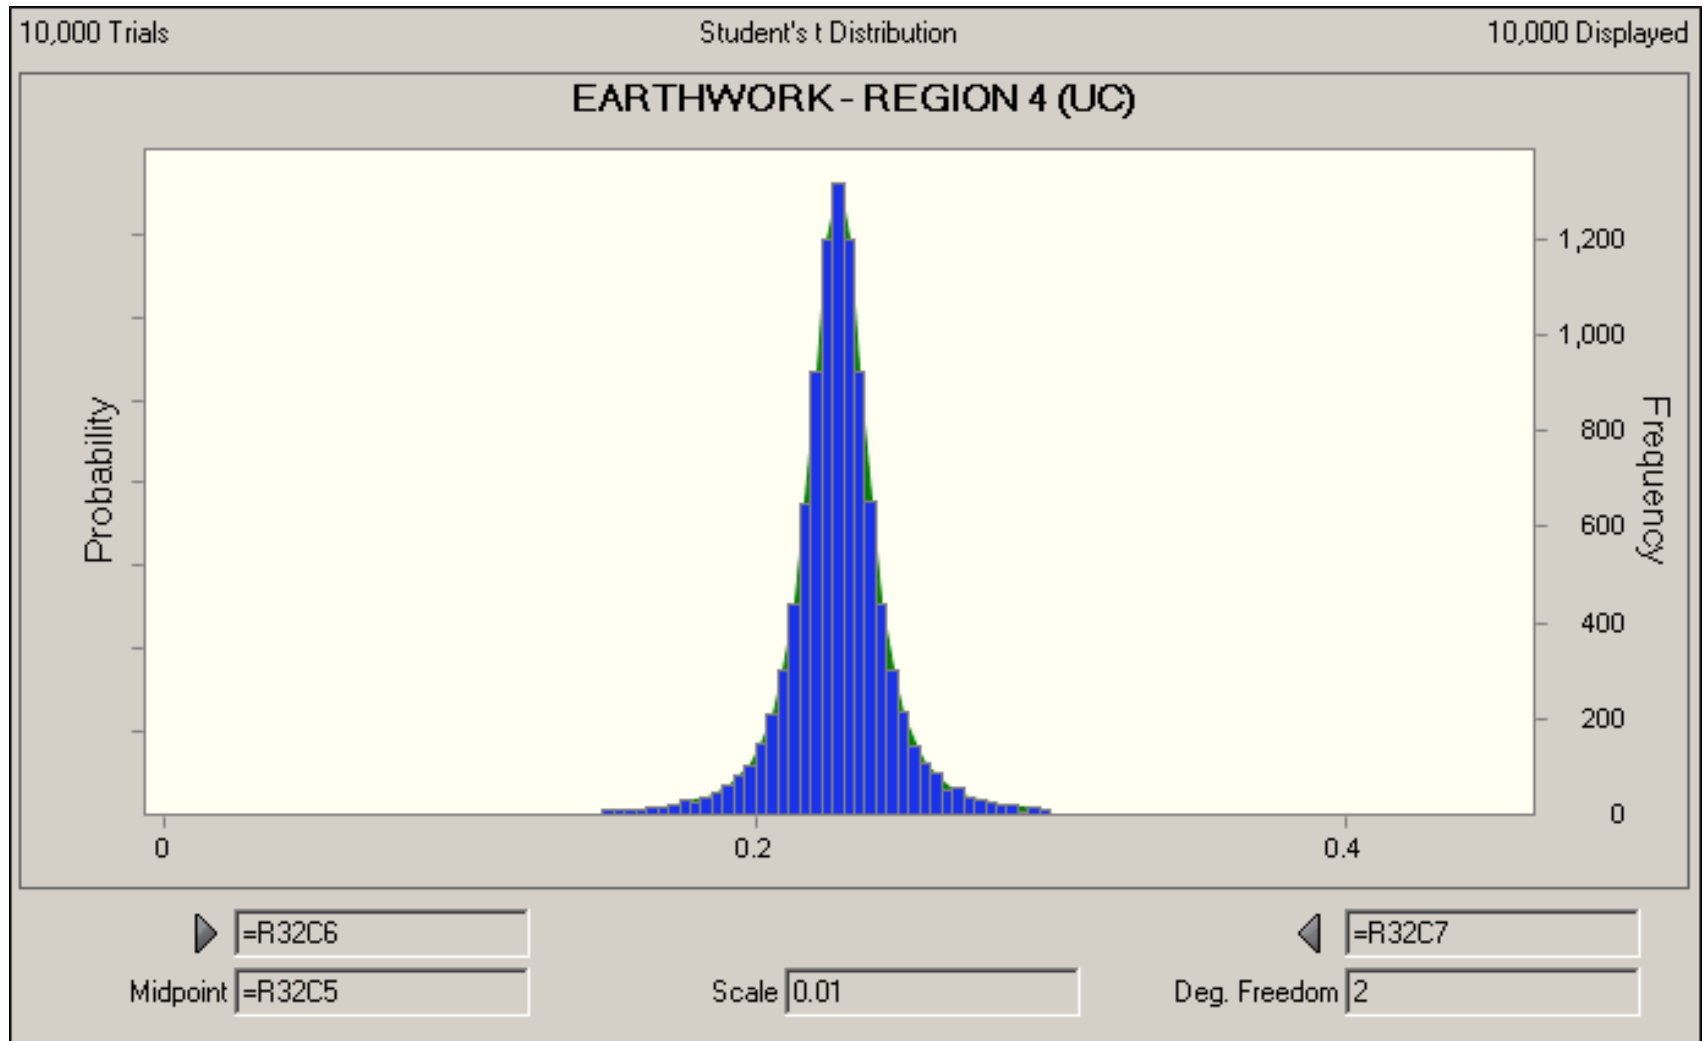 10,000 Trials Student's t Distribution 10,000 Displayed
EARTHWORK - REGION 4 (UC)
Probability
1,200
1,000
800
600
400
200
0
Frequency
0 0.2 0.4
=R32C6 =R32C7
Midpoint =R32C5 Scale 0.01 Deg. Freedom 2